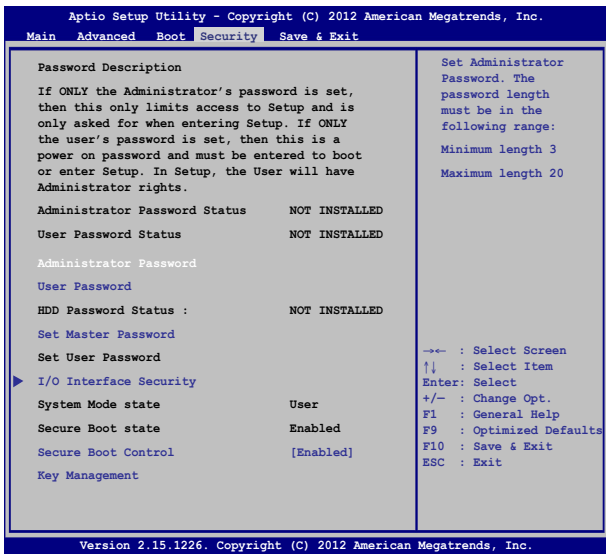 Aptio Setup Utility - Copyright (C) 2012 American Megatrends, Inc.
Main Advanced Boot Security Save & Exit
Password Description
If ONLY the Administrator's password is set,
then this only limits access to Setup and is
only asked for when entering Setup. If ONLY
the user's password is set, then this is a
power on password and must be entered to boot
or enter Setup. In Setup, the User will have
Administrator rights.
Administrator Password Status NOT INSTALLED
User Password Status NOT INSTALLED
Administrator Password
User Password
HDD Password Status : NOT INSTALLED
Set Master Password
Set User Password
I/O Interface Security
System Mode state User
Secure Boot state Enabled
Secure Boot Control [Enabled]
Key Management
Set Administrator
Password. The
password length
must be in the
following range:
Minimum length 3
Maximum length 20
→← : Select Screen
↑↓ : Select Item
Enter: Select
+/— : Change Opt.
F1 : General Help
F9 : Optimized Defaults
F10 : Save & Exit
ESC : Exit
Version 2.15.1226. Copyright (C) 2012 American Megatrends, Inc.